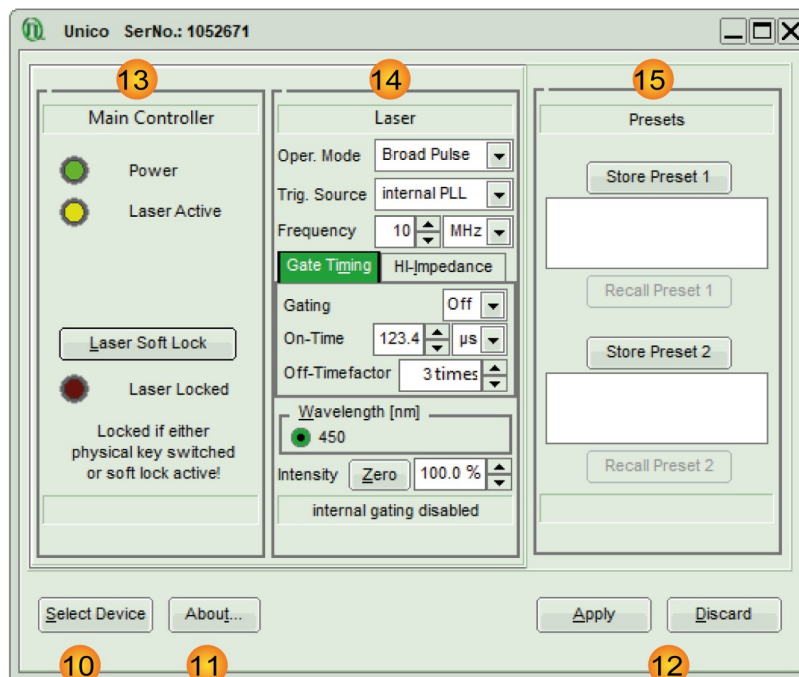 Unico SerNo.: 1052671
13
Main Controller
Power
Laser Active
Laser Soft Lock
Laser Locked
Locked if either
physical key switched
or soft lock active!
14
Laser
Oper. Mode Broad Pulse
Trig. Source internal PLL
Frequency 10 MHz
Gate Timing HI-Impedance
Gating Off
On-Time 123.4 µs
Off-Timefactor 3 times
Wavelength [nm]
450
Intensity Zero 100.0 %
internal gating disabled
15
Presets
Store Preset 1
Recall Preset 1
Store Preset 2
Recall Preset 2
Select Device About... Apply Discard
10 11 12